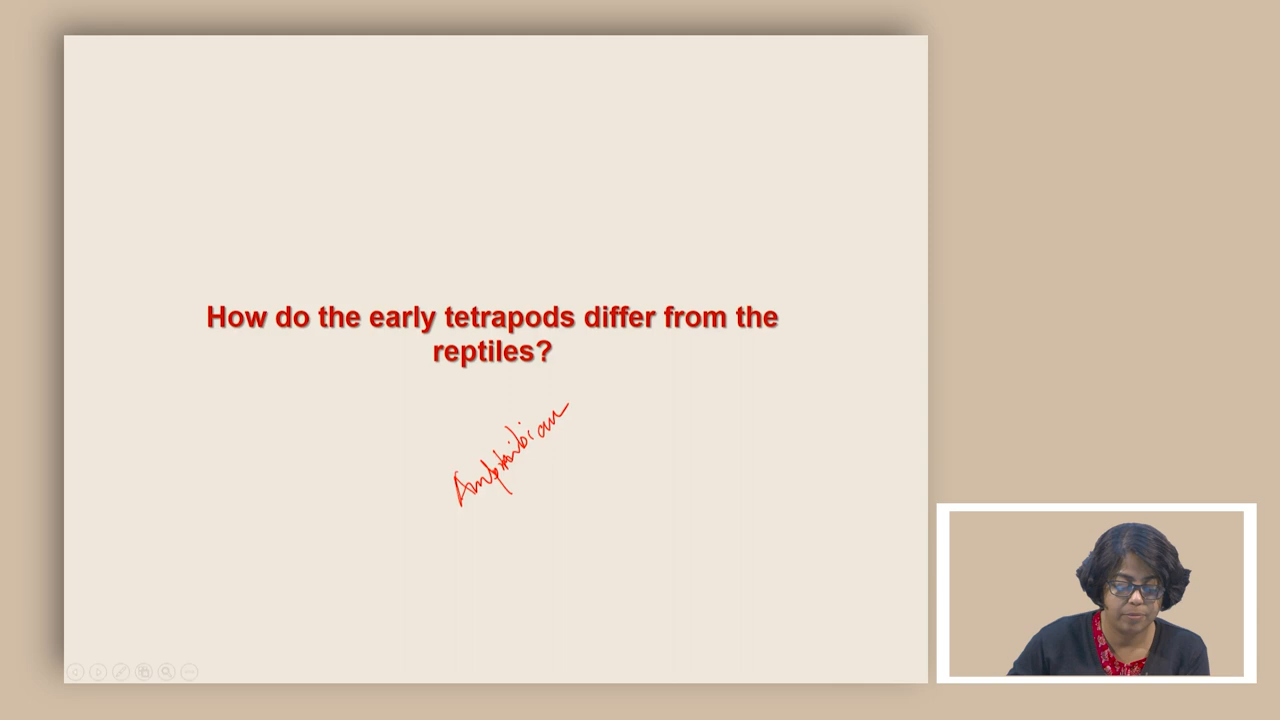 How do the early tetrapods differ from the
reptiles?
Amphibian